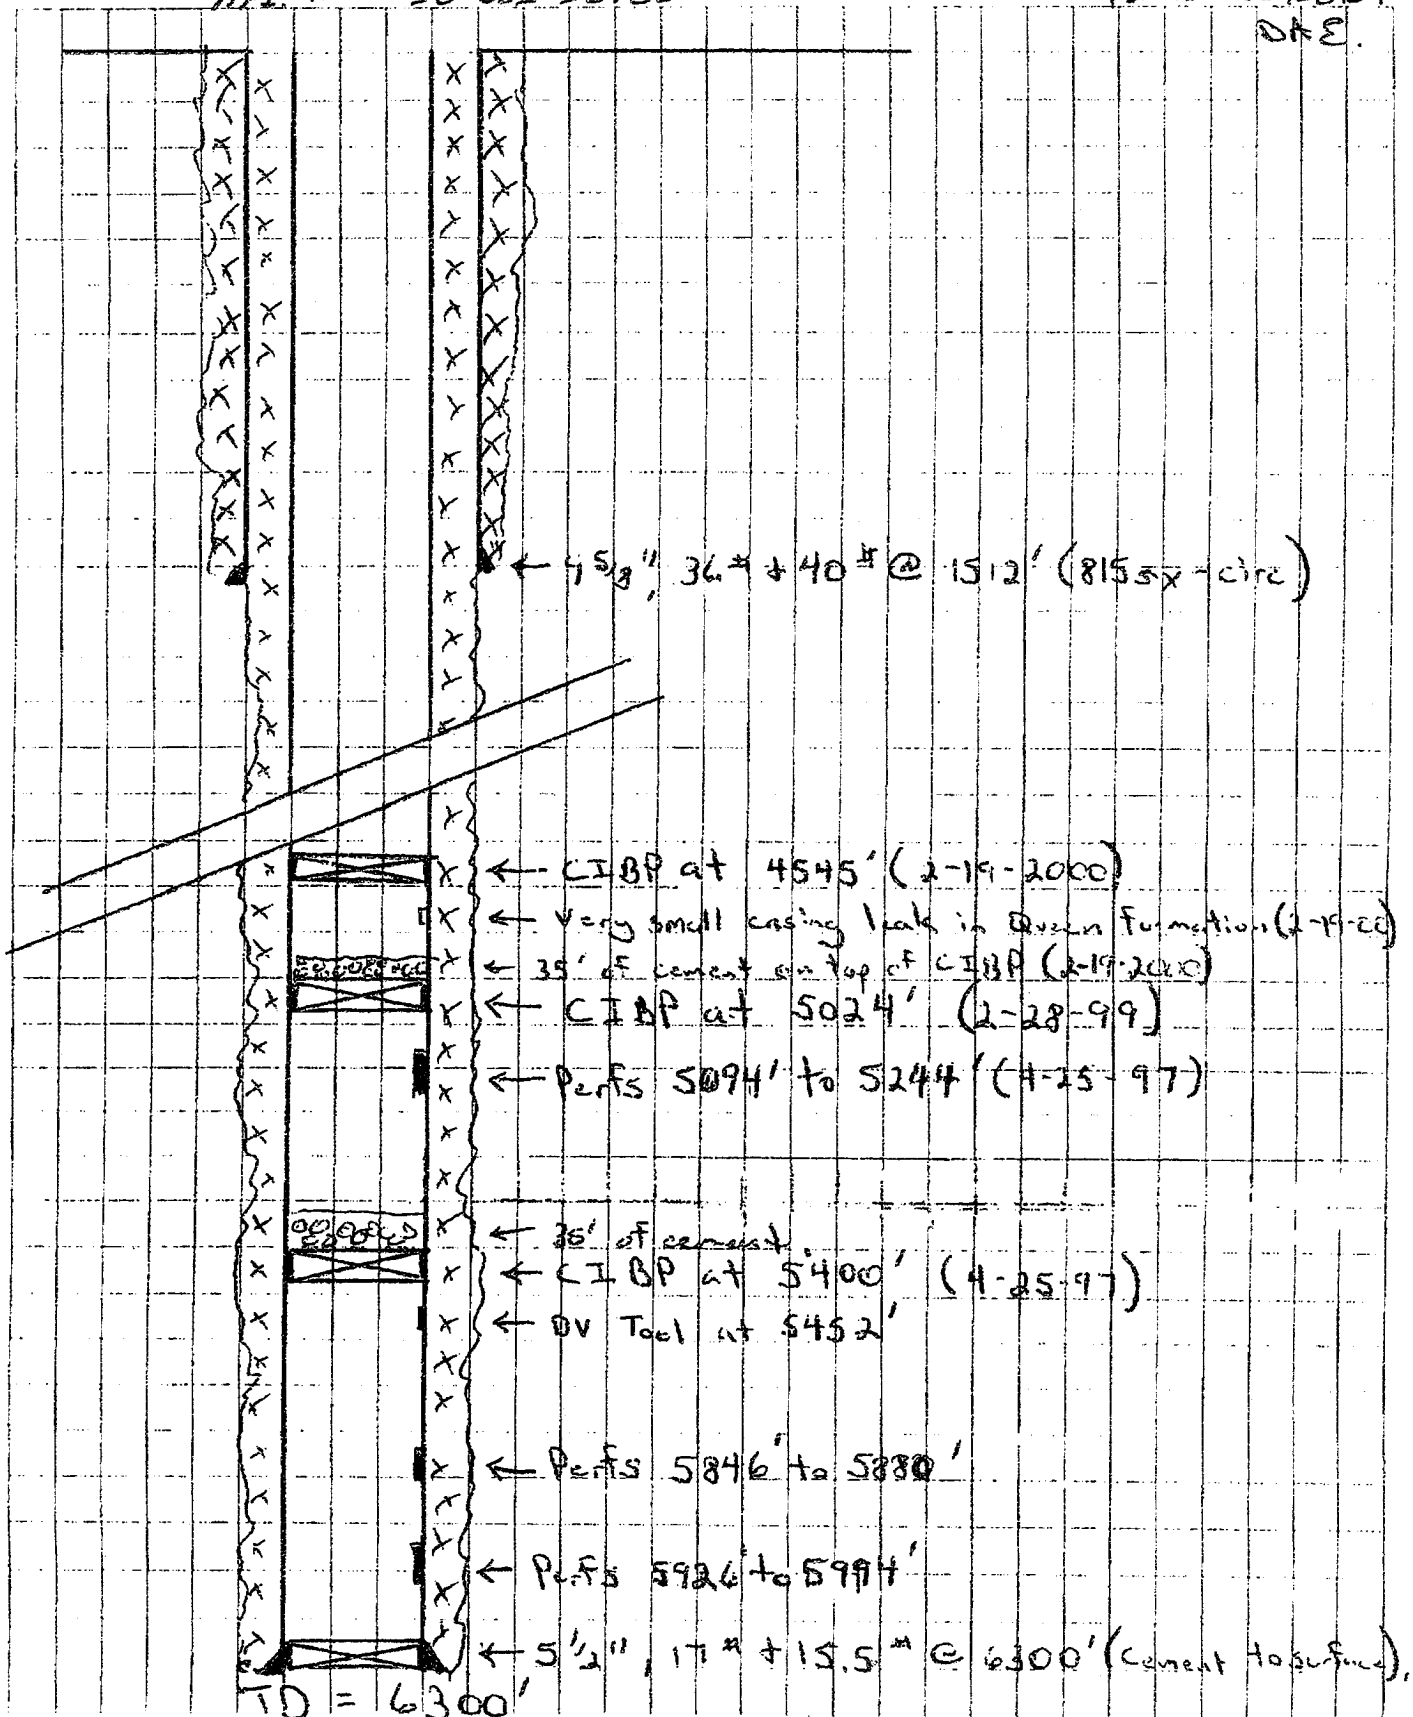 DAE.
← 9 5/8", 36# + 40# @ 1512' (815sx-circ)
← CIBP at 4545' (2-19-2000)
← Very small casing leak in Queen Formation (2-19-00)
← 35' of cement on top of CIBP (2-19-2000)
← CIBP at 5024' (2-28-99)
← Perfs 5094' to 5244' (4-25-97)
← 35' of cement
← CIBP at 5400' (4-25-97)
← DV Tool at 5452'
← Perfs 5846' to 5880'
← Perfs 5926' to 5994'
← 5 1/2", 17# + 15.5# @ 6300' (Cement to surface).
TD = 6300'